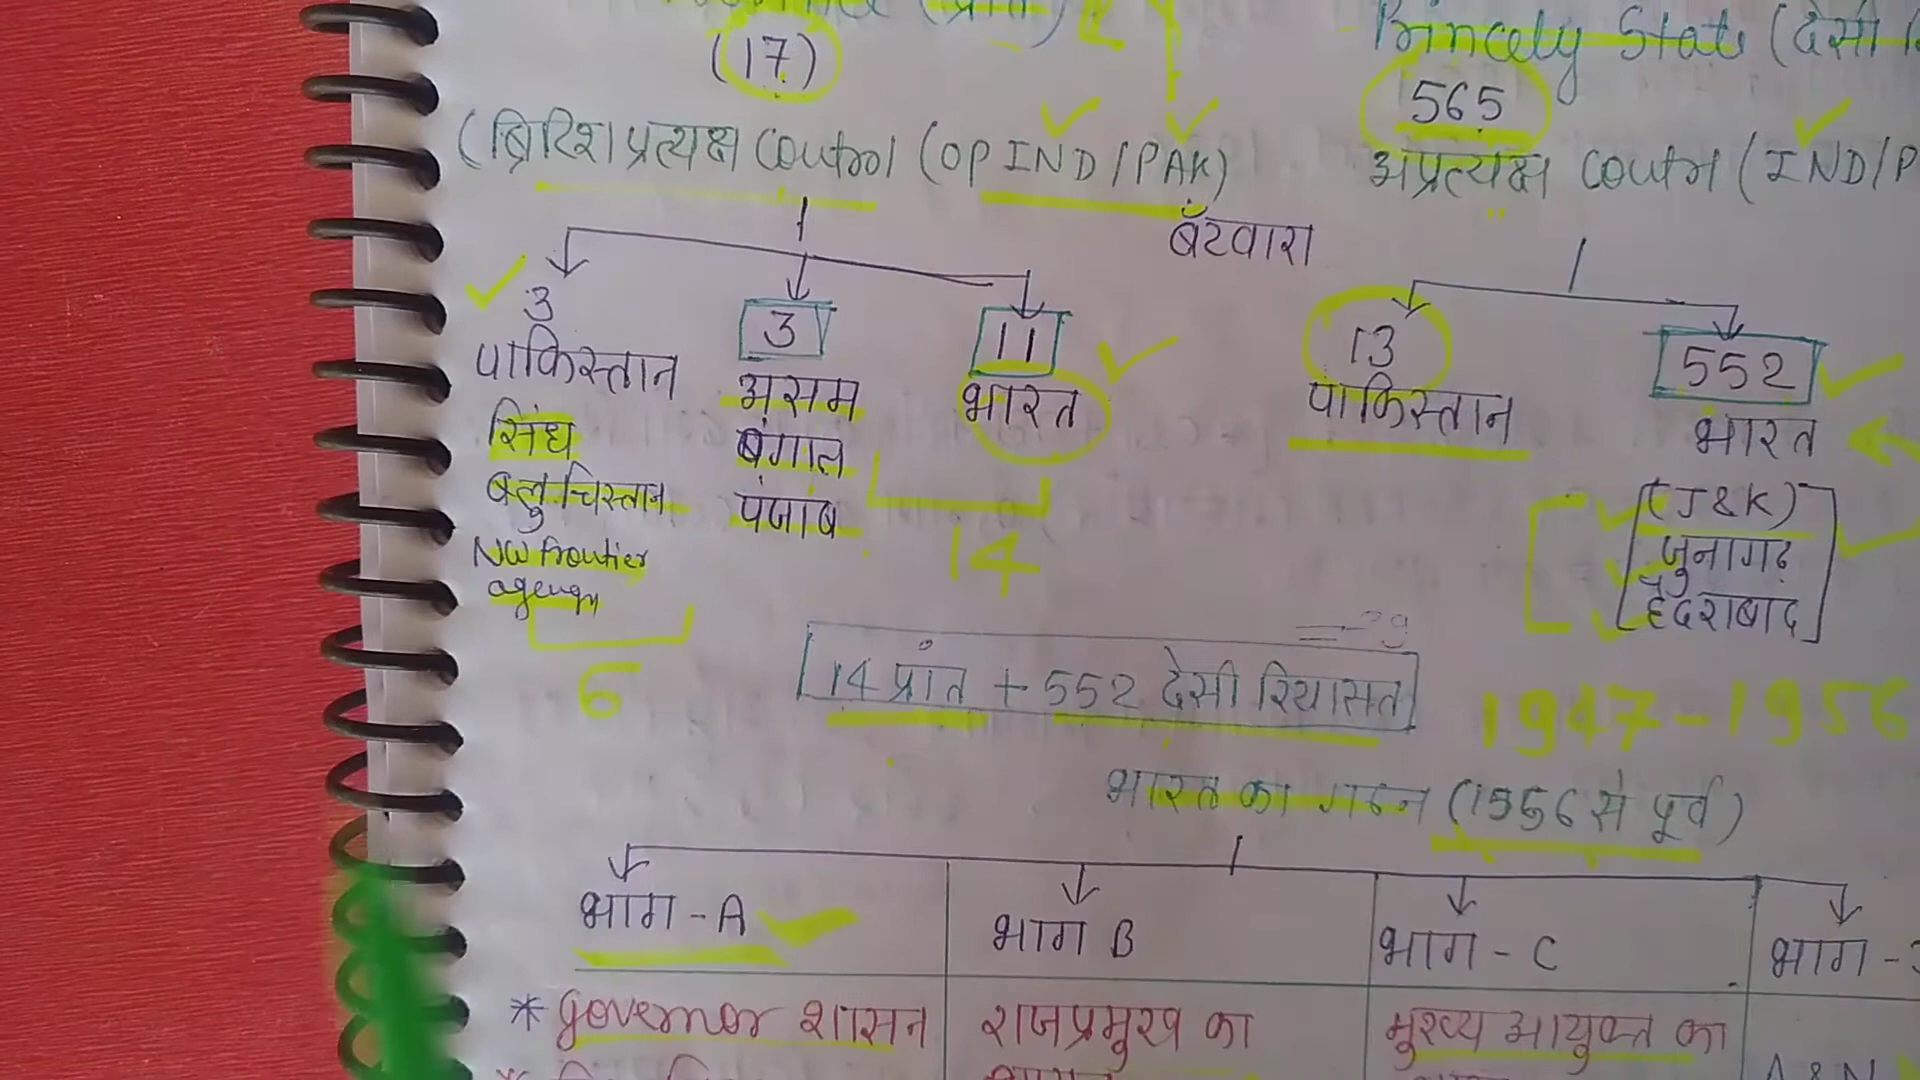 (17)
Princely State (देसी
565
(ब्रिटिश प्रत्यक्ष Control (OP IND/PAK)
अप्रत्यक्ष Control (IND/P
बँटवारा
3
पाकिस्तान
सिंध
बलुचिस्तान
NW frontier
agency
6
3
असम
बंगाल
पंजाब
11
भारत
14
13
पाकिस्तान
552
भारत
(J&K)
जुनागढ़
हैदराबाद
14 प्रांत + 552 देसी रियासत
1947-1956
भारत का गठन (1956 से पूर्व)
भाग - A
भाग B
भाग - C
भाग -
* Governor शासन
राजप्रमुख का
मुख्य आयुक्त का
A & N